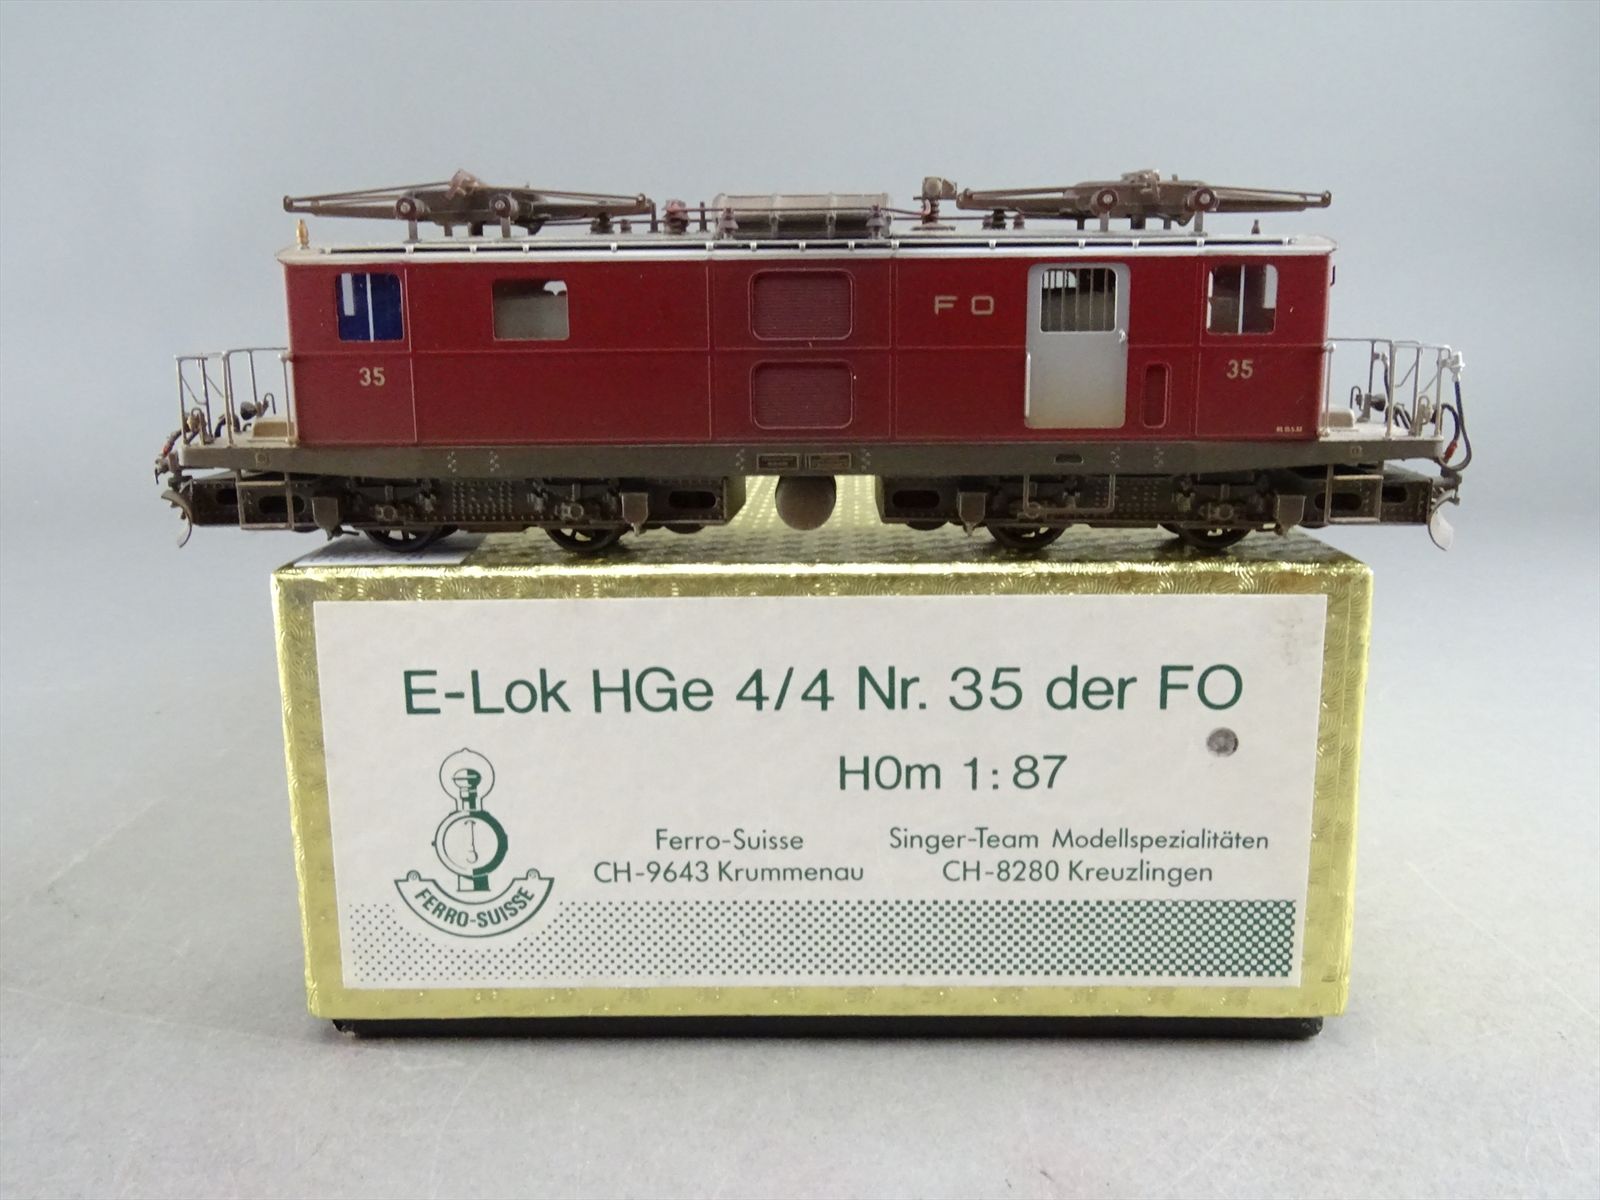 F O
35
35
E-Lok HGe 4/4 Nr. 35 der FO
H0m 1:87
Ferro-Suisse
CH-9643 Krummenau
Singer-Team Modellspezialitäten
CH-8280 Kreuzlingen
FERRO-SUISSE